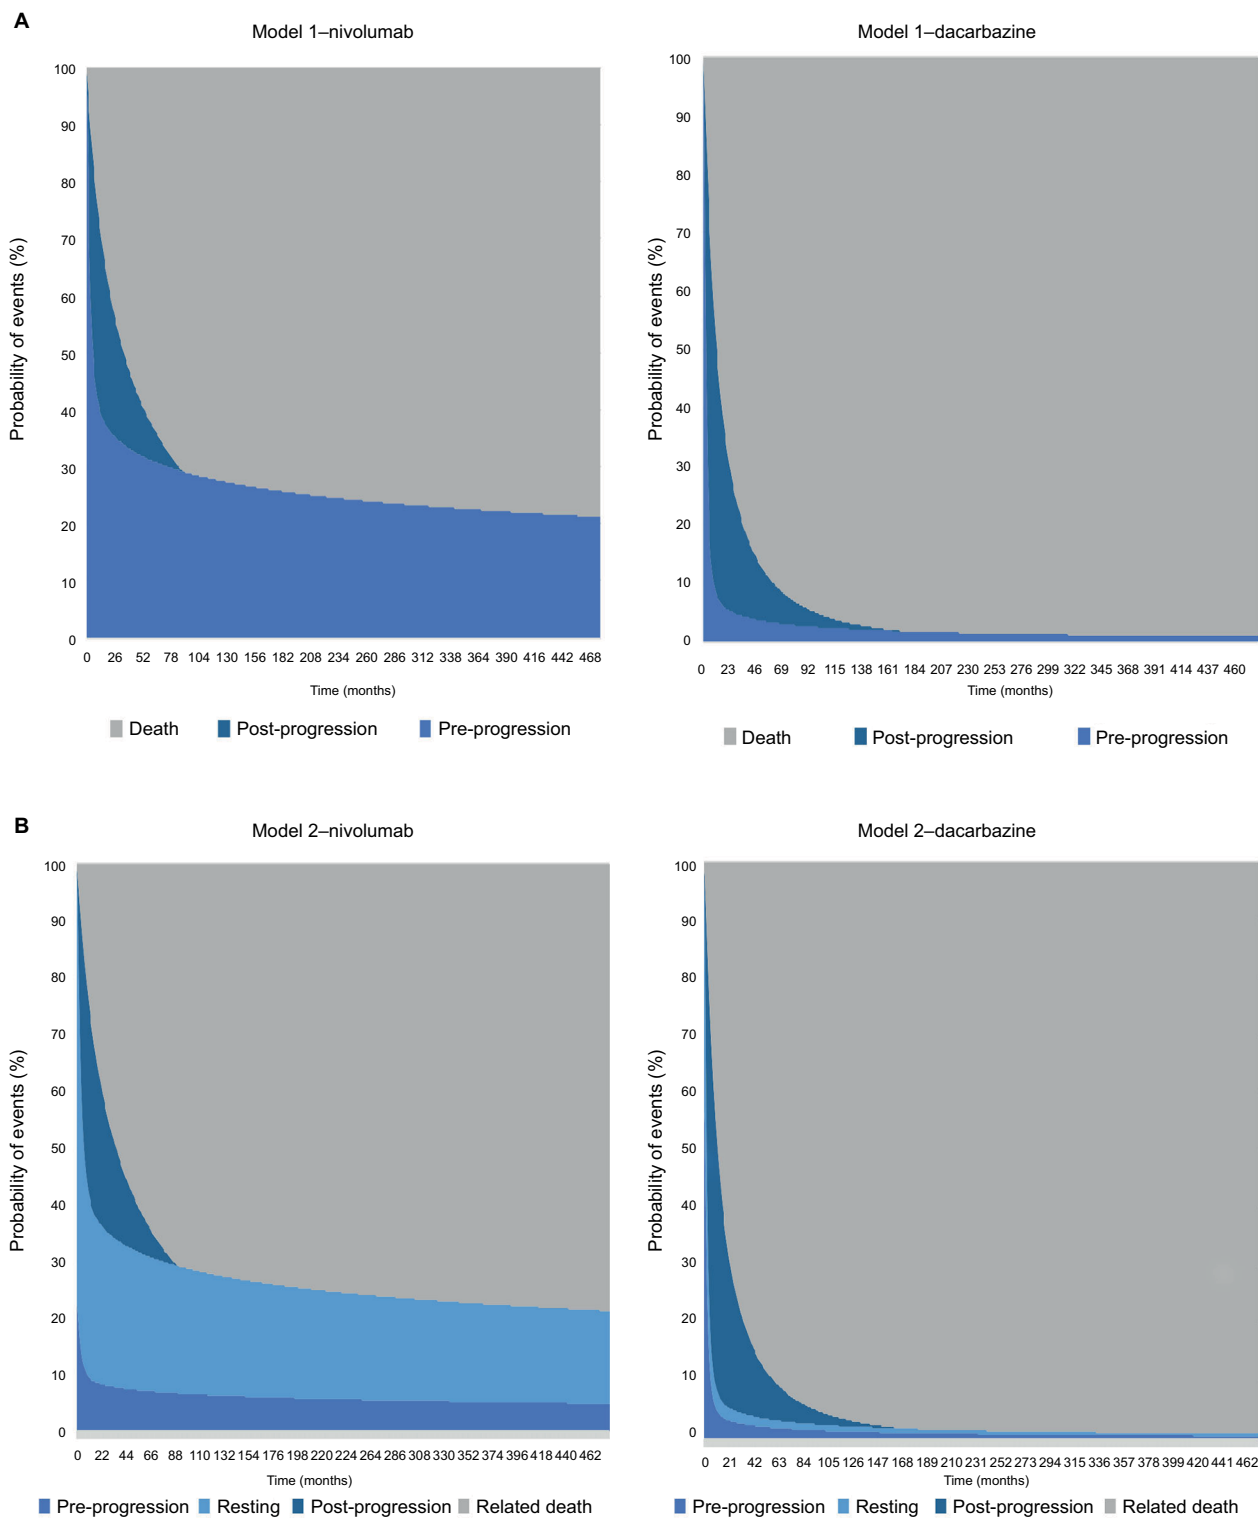 A
Model 1–nivolumab
Model 1–dacarbazine
Probability of events (%)
100
90
80
70
60
50
40
30
20
10
0
0 26 52 78 104 130 156 182 208 234 260 286 312 338 364 390 416 442 468
Time (months)
Death Post-progression Pre-progression
Probability of events (%)
100
90
80
70
60
50
40
30
20
10
0
0 23 46 69 92 115 138 161 184 207 230 253 276 299 322 345 368 391 414 437 460
Time (months)
Death Post-progression Pre-progression
B
Model 2–nivolumab
Model 2–dacarbazine
Probability of events (%)
100
90
80
70
60
50
40
30
20
10
0
0 22 44 66 88 110 132 154 176 198 220 224 264 286 308 330 352 374 396 418 440 462
Time (months)
Pre-progression Resting Post-progression Related death
Probability of events (%)
100
90
80
70
60
50
40
30
20
10
0
0 21 42 63 84 105 126 147 168 189 210 231 252 273 294 315 336 357 378 399 420 441 462
Time (months)
Pre-progression Resting Post-progression Related death